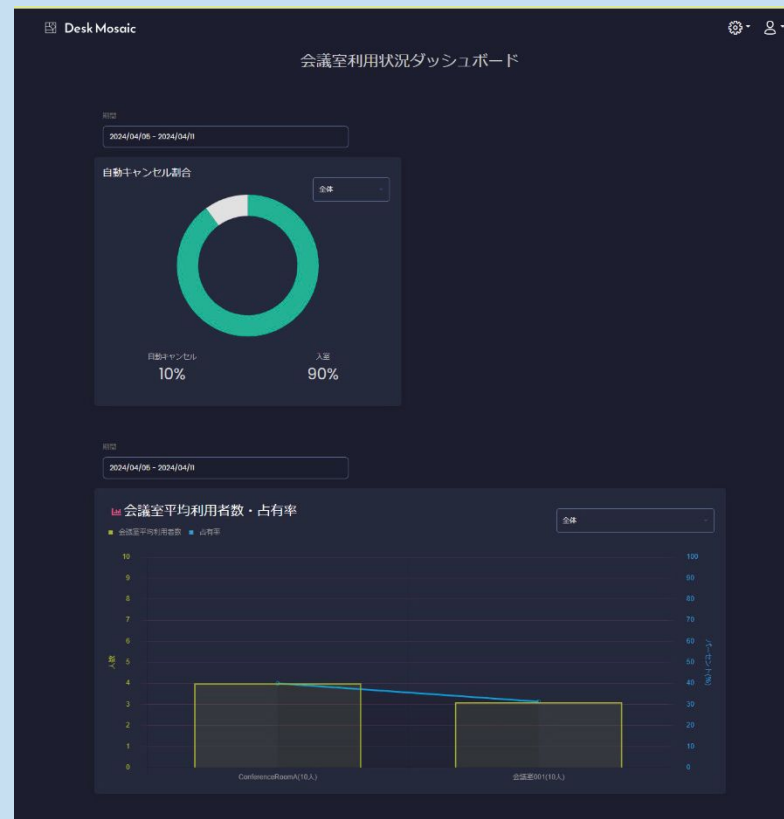 Desk Mosaic
会議室利用状況ダッシュボード
期間
2024/04/05 - 2024/04/11
自動キャンセル割合
全体
自動キャンセル
入室
10%
90%
期間
2024/04/05 - 2024/04/11
会議室平均利用者数・占有率
全体
会議室平均利用者数 占有率
10 100
9 90
8 80
7 70
6 60
5 50
4 40
3 30
2 20
1 10
0 0
人数
パーセント(%)
ConferenceRoomA(10人)
会議室001(10人)